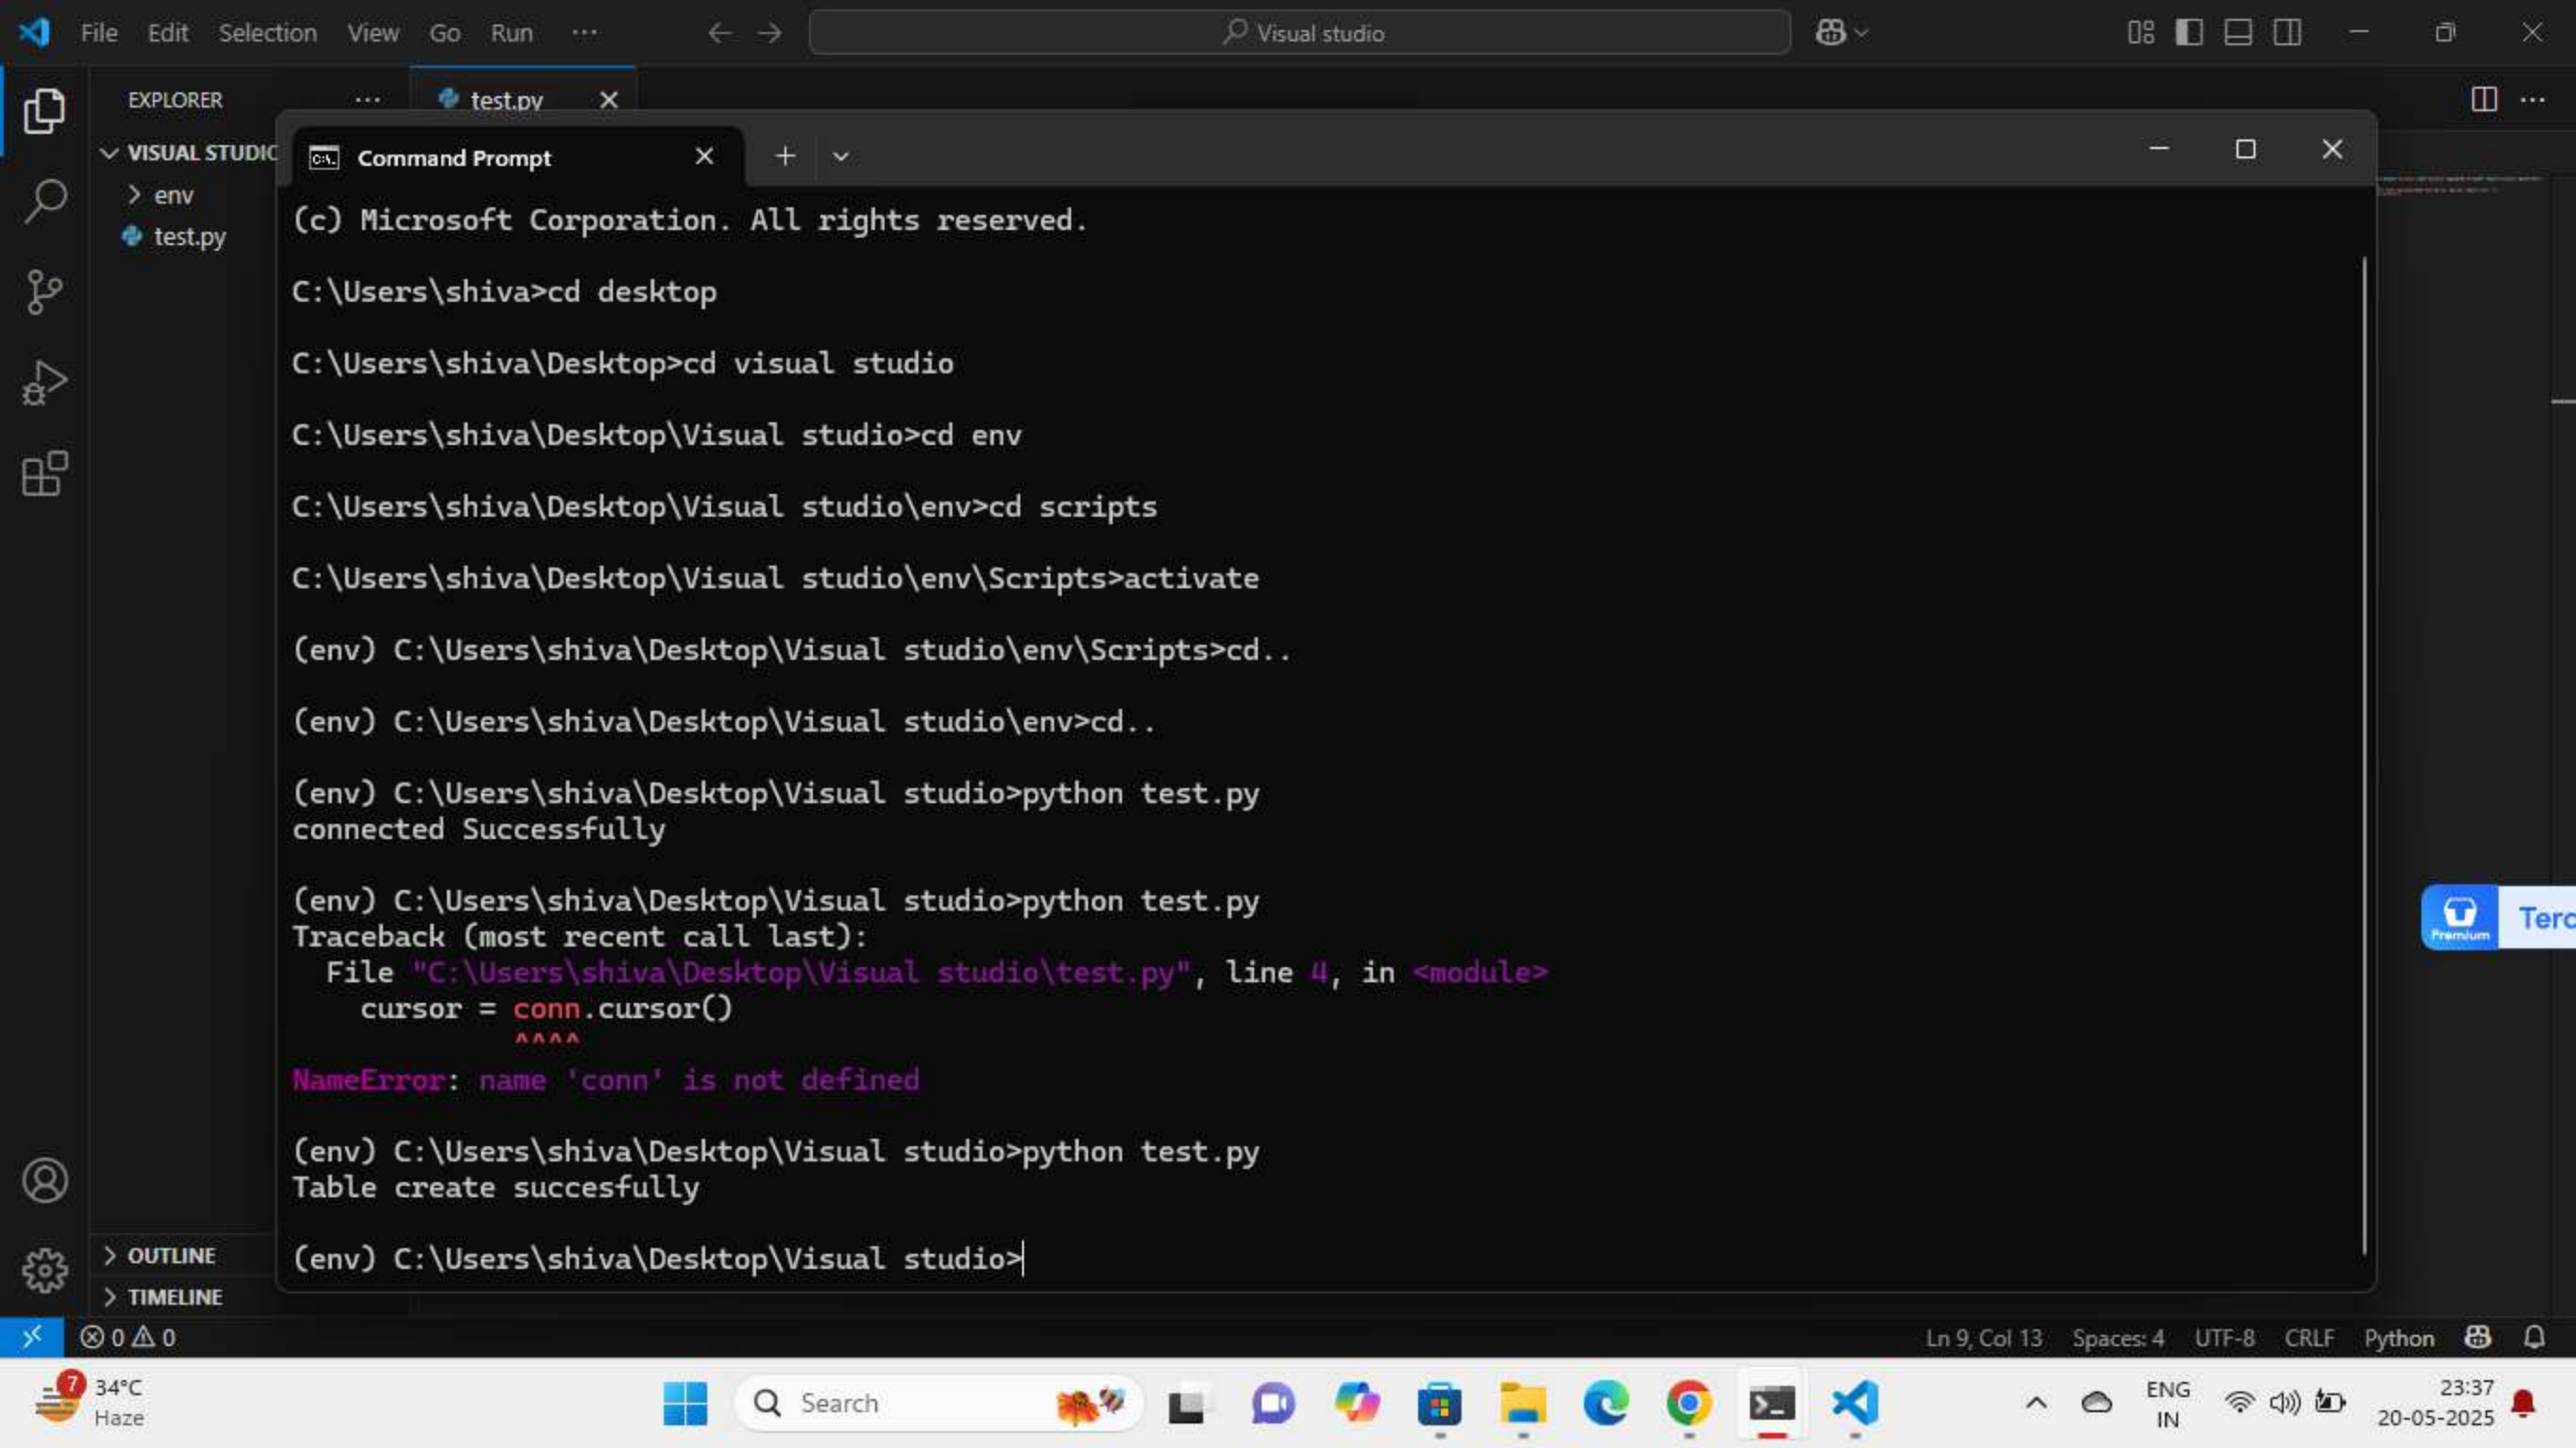 File Edit Selection View Go Run ...
Visual studio
EXPLORER ...
test.py
VISUAL STUDIO
env
test.py
Command Prompt
(c) Microsoft Corporation. All rights reserved.
C:\Users\shiva>cd desktop
C:\Users\shiva\Desktop>cd visual studio
C:\Users\shiva\Desktop\Visual studio>cd env
C:\Users\shiva\Desktop\Visual studio\env>cd scripts
C:\Users\shiva\Desktop\Visual studio\env\Scripts>activate
(env) C:\Users\shiva\Desktop\Visual studio\env\Scripts>cd..
(env) C:\Users\shiva\Desktop\Visual studio\env>cd..
(env) C:\Users\shiva\Desktop\Visual studio>python test.py
connected Successfully
(env) C:\Users\shiva\Desktop\Visual studio>python test.py
Traceback (most recent call last):
File "C:\Users\shiva\Desktop\Visual studio\test.py", line 4, in <module>
cursor = conn.cursor()
^^^^
NameError: name 'conn' is not defined
(env) C:\Users\shiva\Desktop\Visual studio>python test.py
Table create succesfully
(env) C:\Users\shiva\Desktop\Visual studio>
Premium
Tera
OUTLINE
TIMELINE
0 0
Ln 9, Col 13 Spaces: 4 UTF-8 CRLF Python
7
34°C
Haze
Search
ENG
IN
23:37
20-05-2025